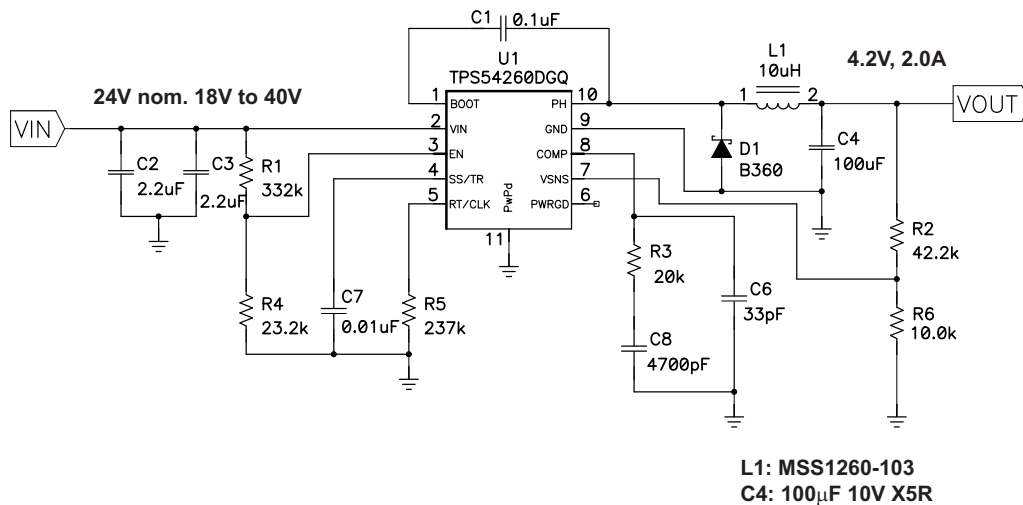 C1
0.1uF
U1
TPS54260DGQ
L1
10uH
4.2V, 2.0A
24V nom. 18V to 40V
1
BOOT
PH
10
1
2
VOUT
VIN
2
VIN
GND
9
3
EN
COMP
8
4
SS/TR
VSNS
7
5
RT/CLK
PWRGD
6
PwPd
11
C2
2.2uF
C3
2.2uF
R1
332k
D1
B360
C4
100uF
R2
42.2k
R3
20k
C6
33pF
R4
23.2k
C7
0.01uF
R5
237k
R6
10.0k
C8
4700pF
L1: MSS1260-103
C4: 100μF 10V X5R